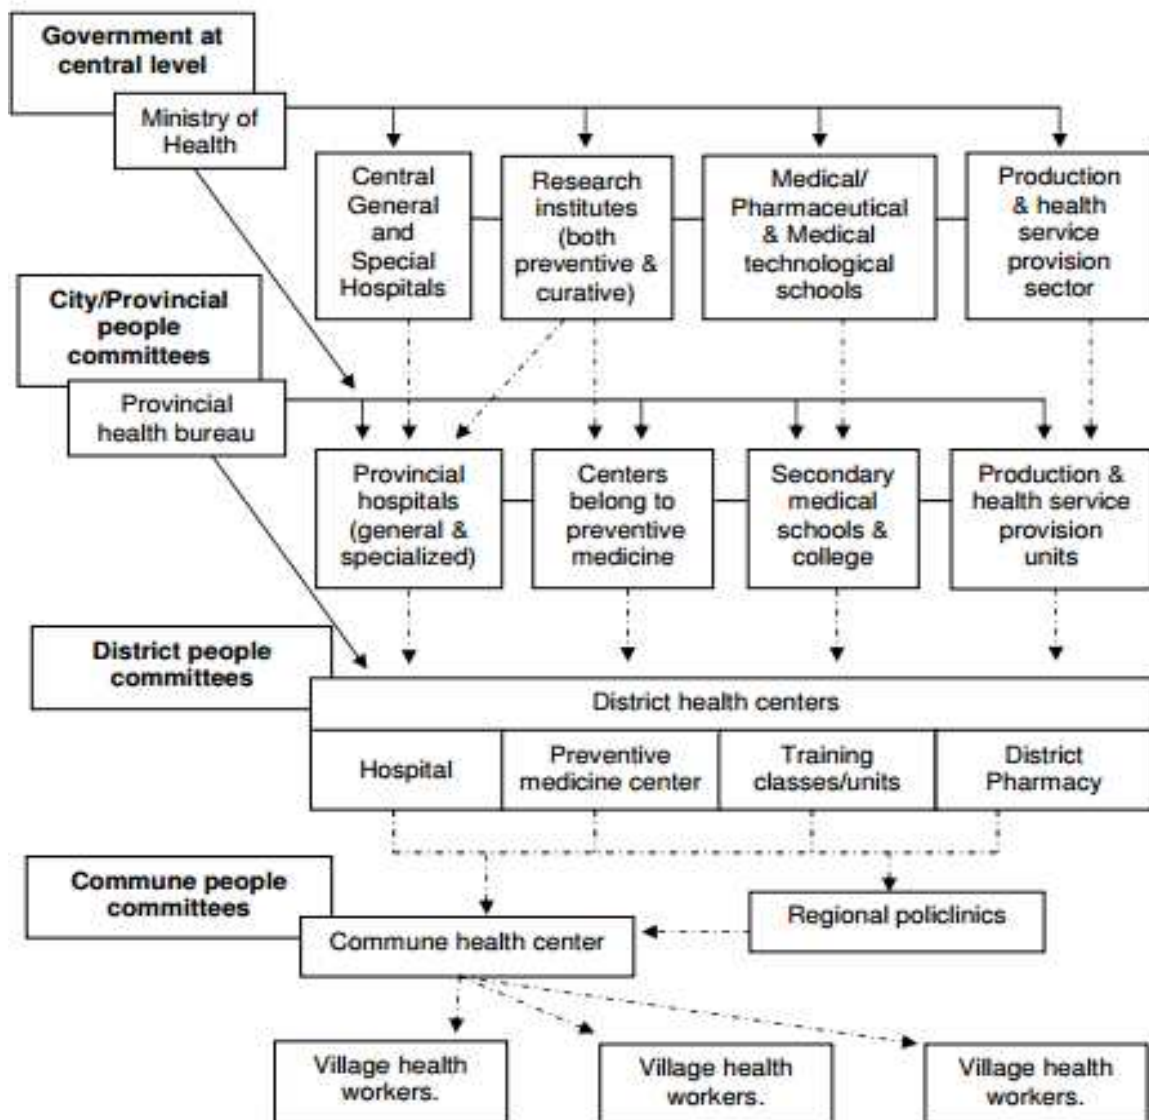 Government at
central level
Ministry of
Health
Central
General
and
Special
Hospitals
Research
institutes
(both
preventive &
curative)
Medical/
Pharmaceutical
& Medical
technological
schools
Production
& health
service
provision
sector
City/Provincial
people
committees
Provincial
health bureau
Provincial
hospitals
(general &
specialized)
Centers
belong to
preventive
medicine
Secondary
medical
schools &
college
Production &
health service
provision
units
District people
committees
District health centers
Hospital
Preventive
medicine center
Training
classes/units
District
Pharmacy
Commune people
committees
Commune health center
Regional policlinics
Village health
workers.
Village health
workers.
Village health
workers.